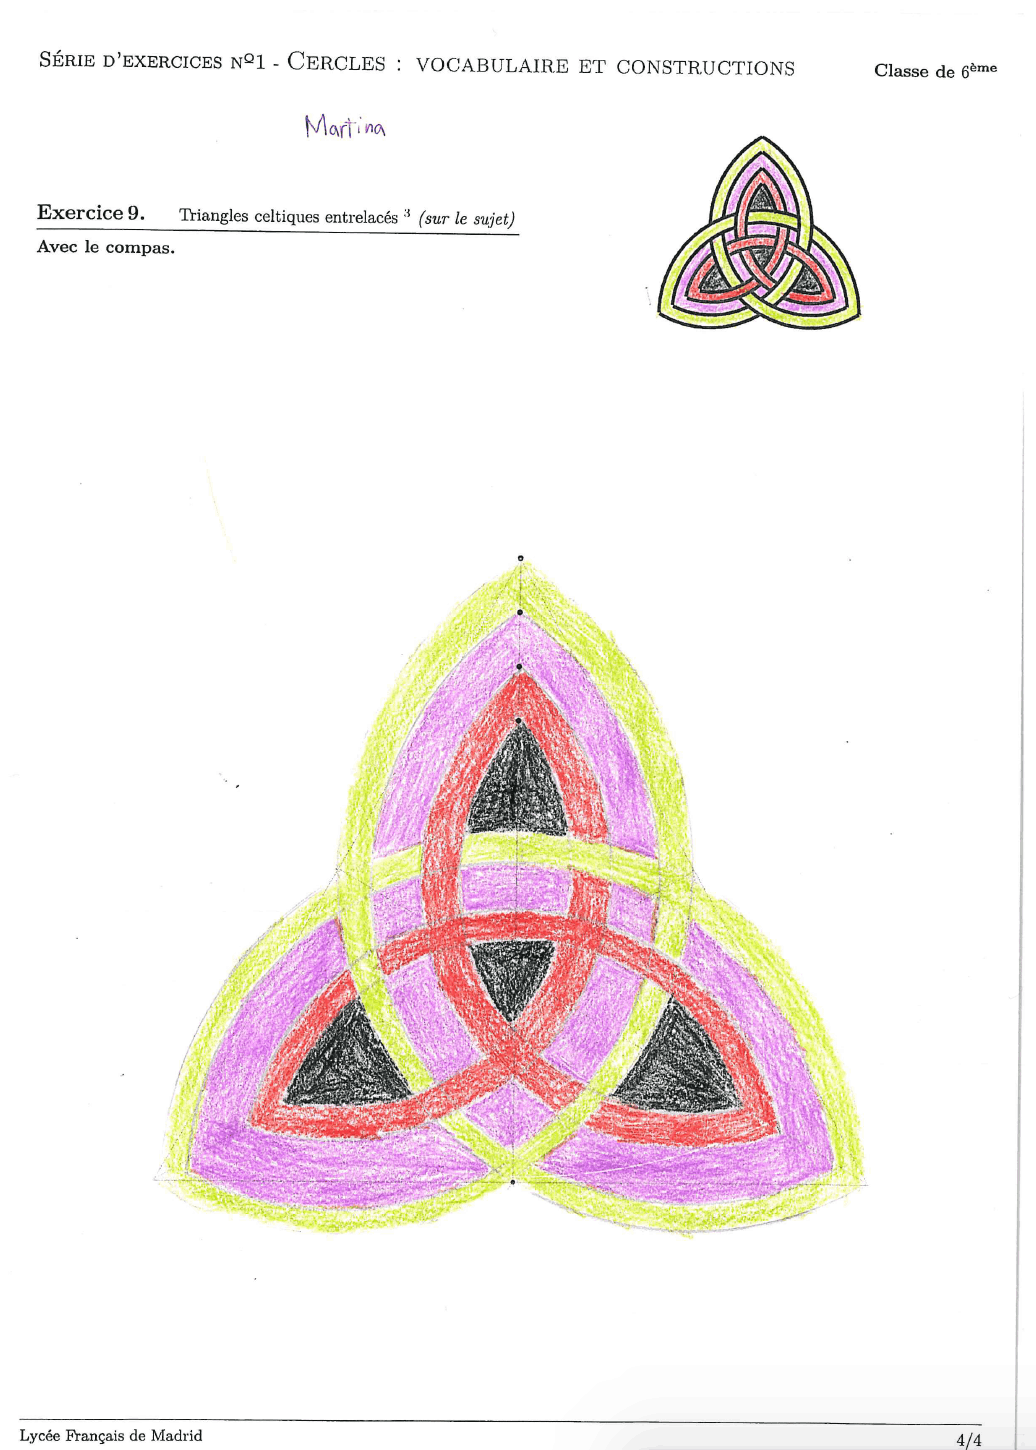 SÉRIE D'EXERCICES Nº1 - CERCLES : VOCABULAIRE ET CONSTRUCTIONS Classe de 6ème
Martina
Exercice 9. Triangles celtiques entrelacés 3 (sur le sujet)
Avec le compas.
Lycée Français de Madrid 4/4